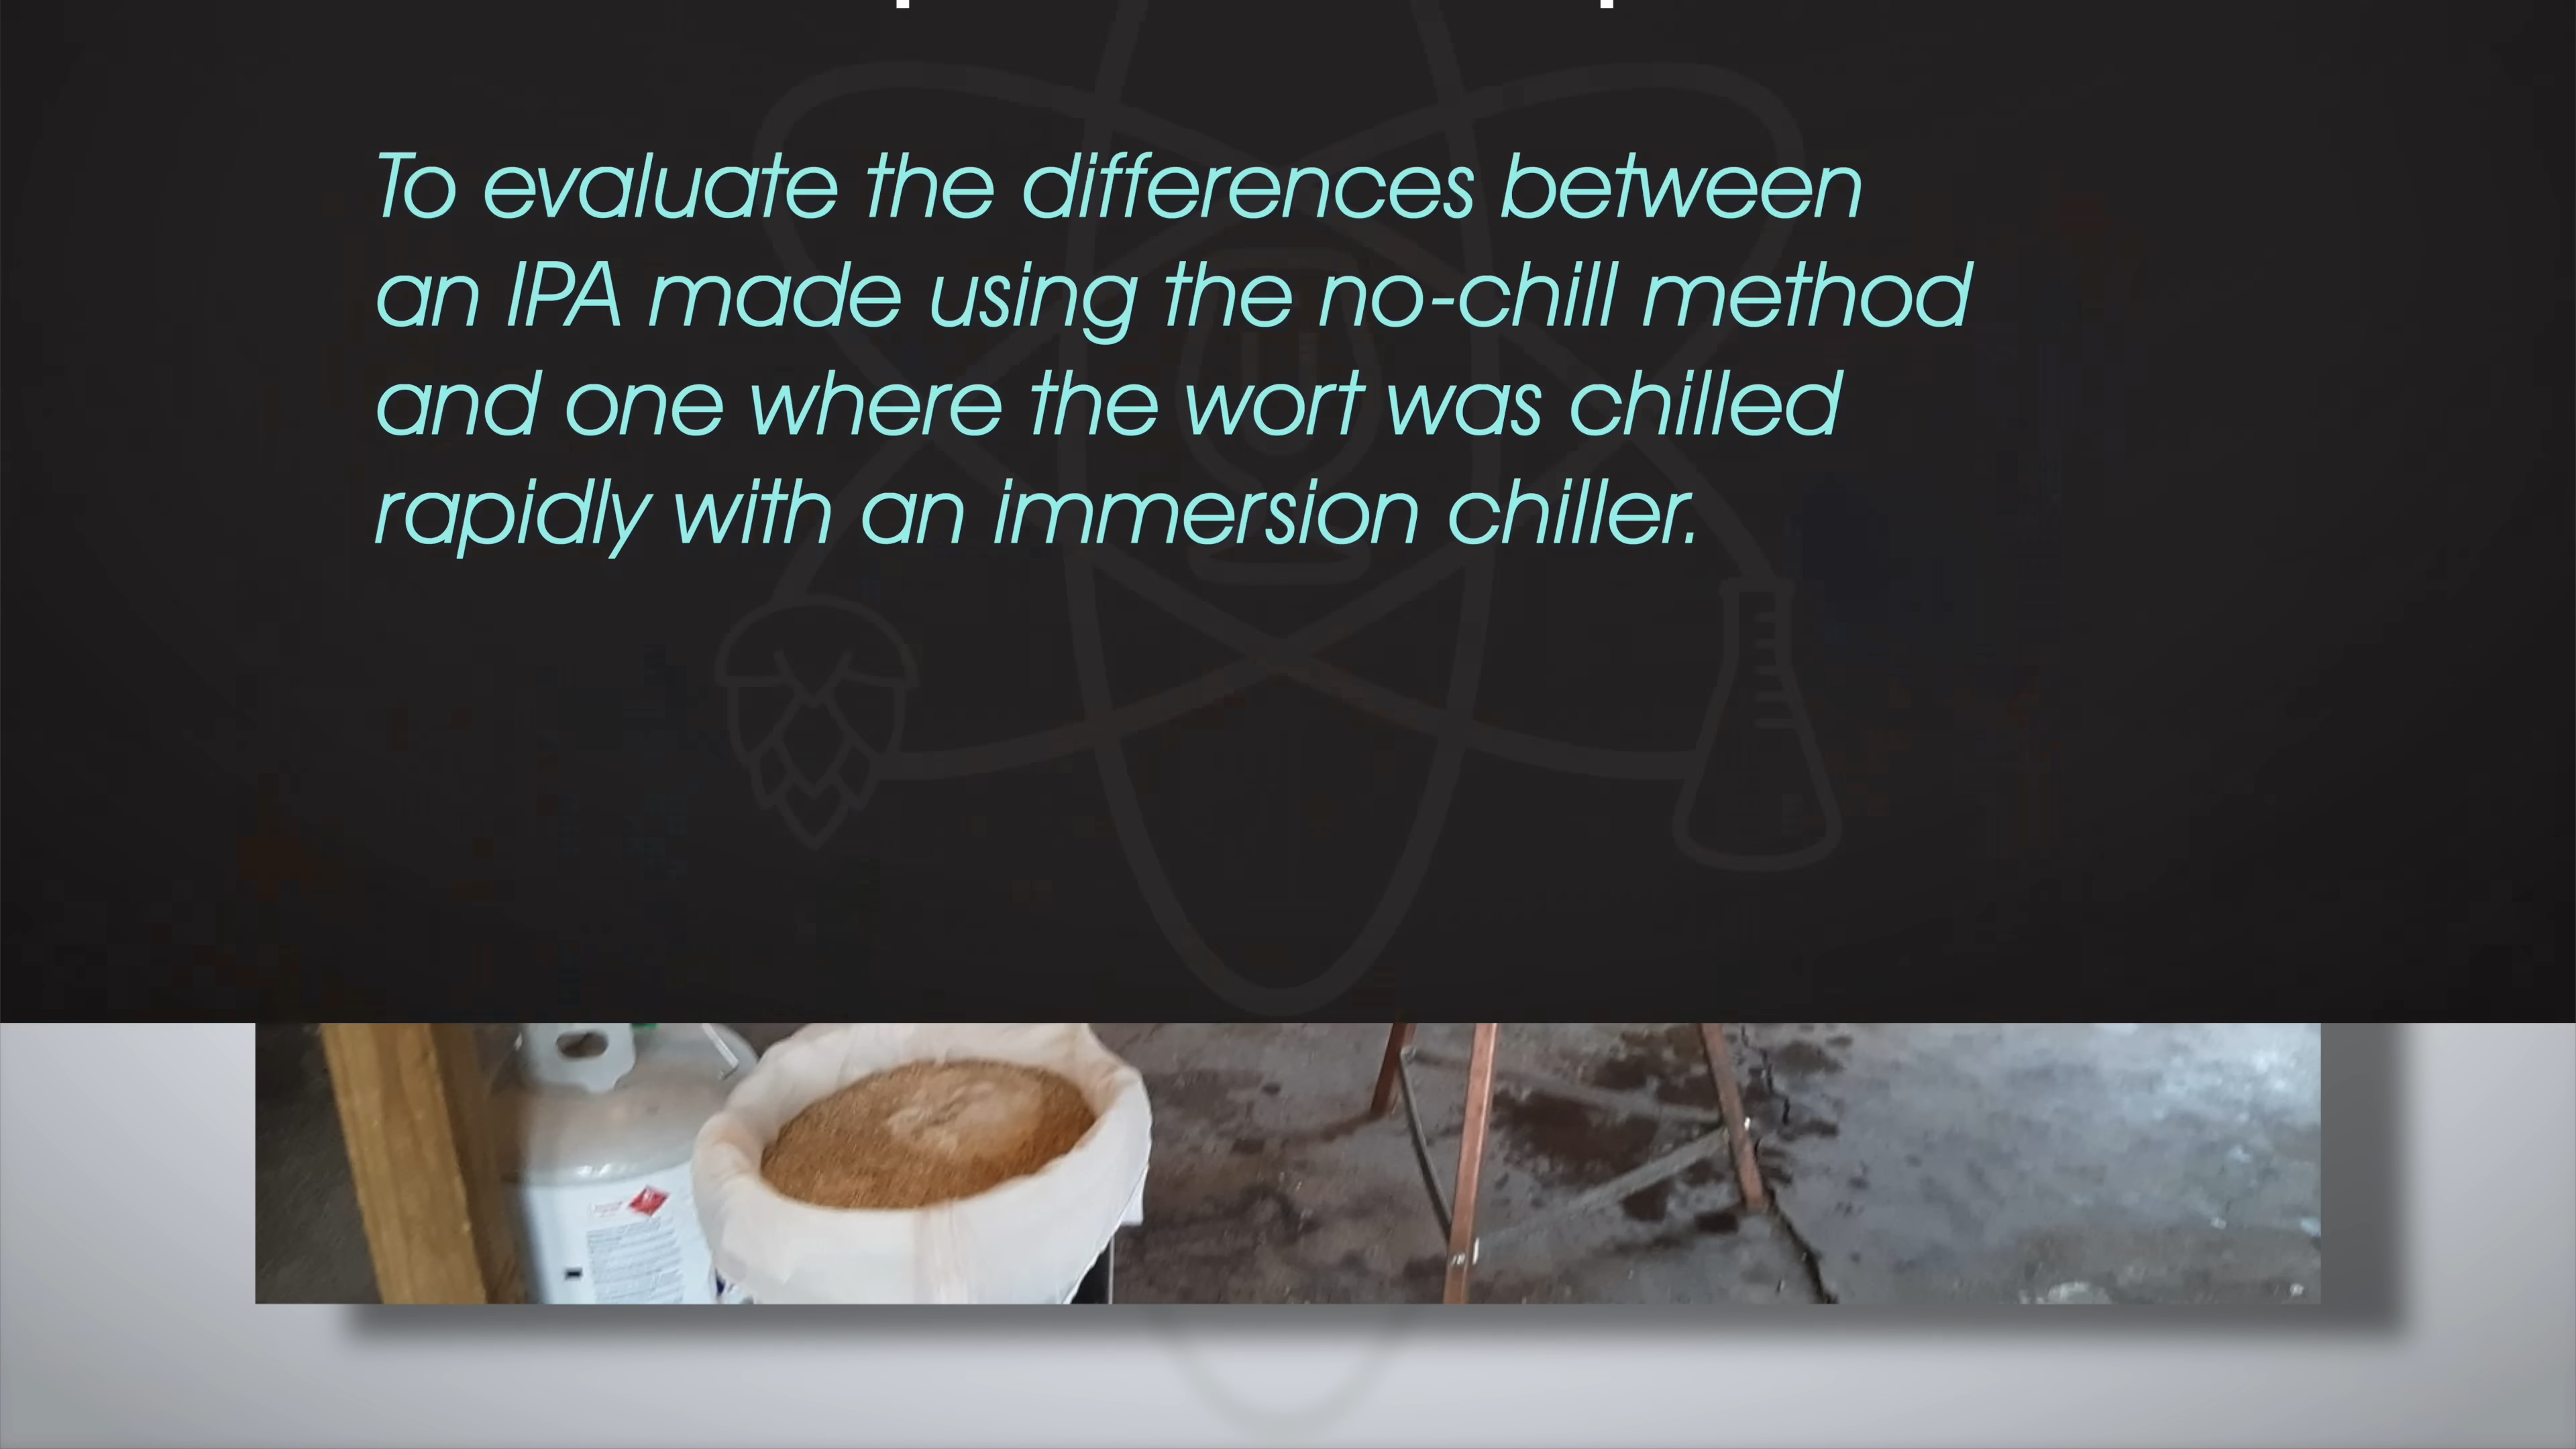 To evaluate the differences between
an IPA made using the no-chill method
and one where the wort was chilled
rapidly with an immersion chiller.